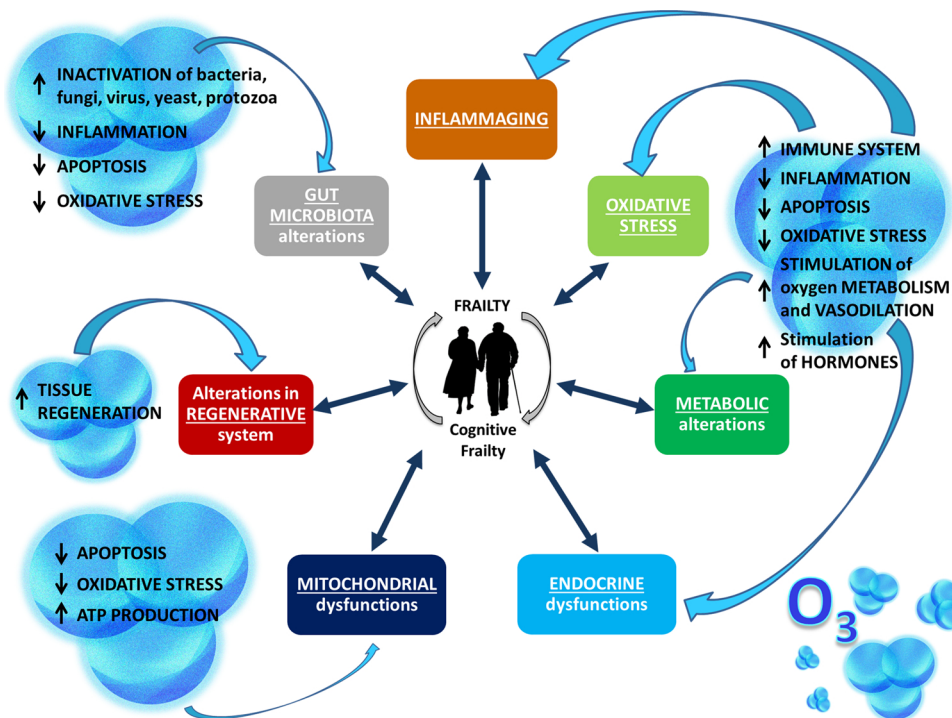 INACTIVATION of bacteria,
fungi, virus, yeast, protozoa
INFLAMMATION
APOPTOSIS
OXIDATIVE STRESS
GUT
MICROBIOTA
alterations
INFLAMMAGING
OXIDATIVE
STRESS
IMMUNE SYSTEM
INFLAMMATION
APOPTOSIS
OXIDATIVE STRESS
STIMULATION of
oxygen METABOLISM
and VASODILATION
Stimulation
of HORMONES
FRAILTY
Cognitive
Frailty
TISSUE
REGENERATION
Alterations in
REGENERATIVE
system
METABOLIC
alterations
APOPTOSIS
OXIDATIVE STRESS
ATP PRODUCTION
MITOCHONDRIAL
dysfunctions
ENDOCRINE
dysfunctions
O3